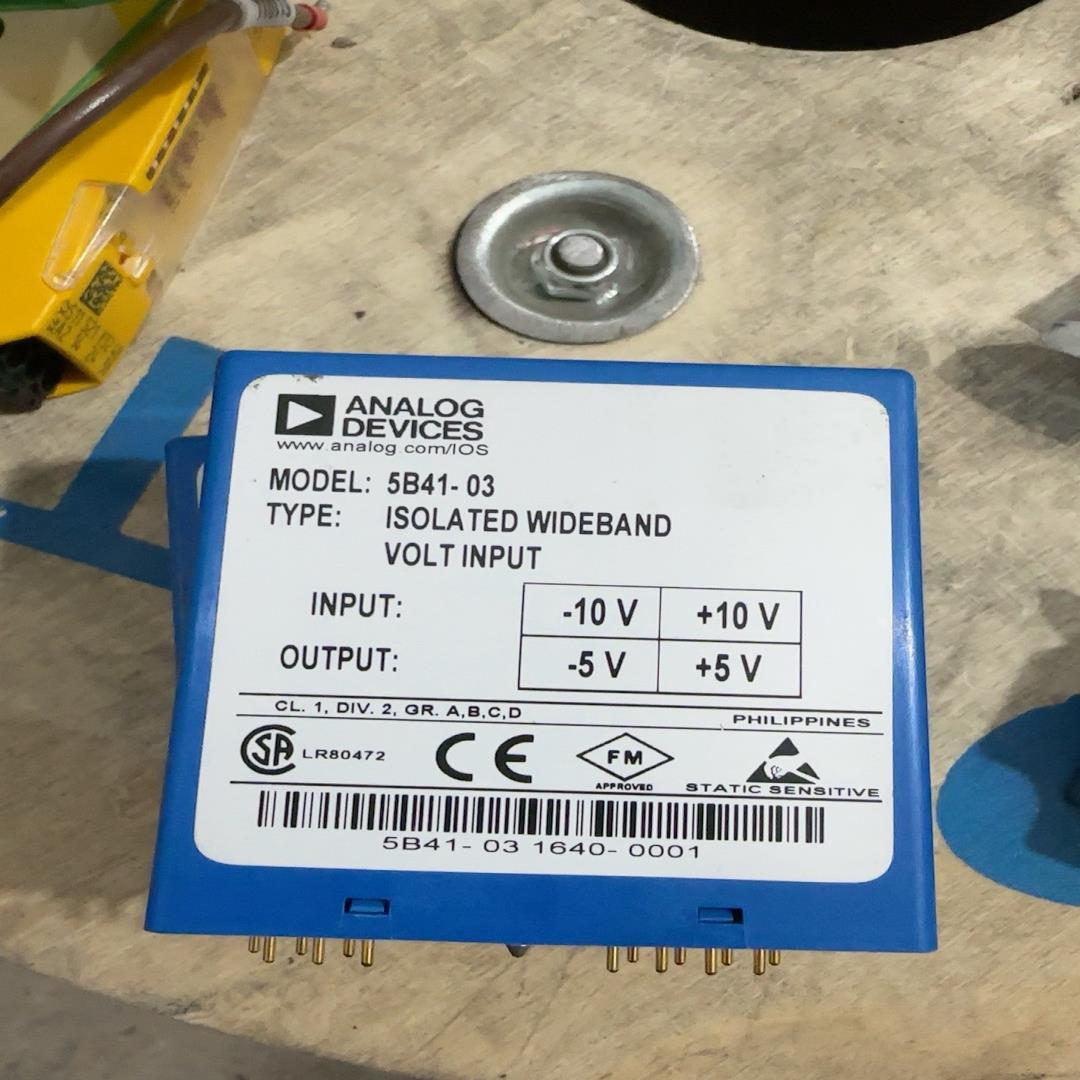 ANALOG
DEVICES
www.analog.com/IOS
MODEL: 5B41-03
TYPE: ISOLATED WIDEBAND
VOLT INPUT
INPUT: -10 V +10 V
OUTPUT: -5 V +5 V
CL. 1, DIV. 2, GR. A,B,C,D PHILIPPINES
SA LR80472 CE FM
APPROVED STATIC SENSITIVE
5B41-03 1640-0001